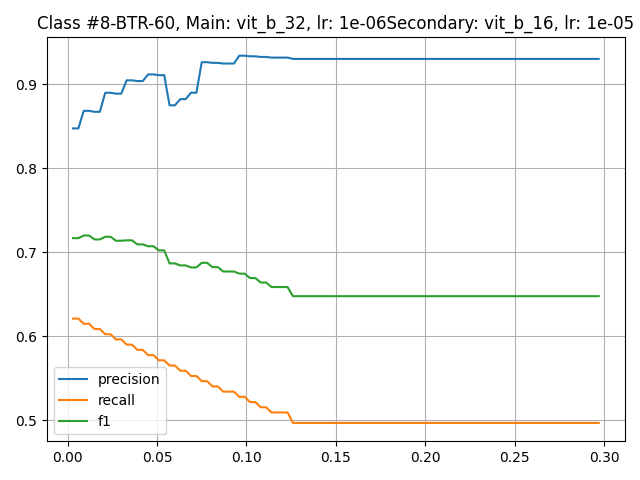 Class #8-BTR-60, Main: vit_b_32, lr: 1e-06Secondary: vit_b_16, lr: 1e-05
0.9
0.8
0.7
0.6
0.5
precision
recall
f1
0.00 0.05 0.10 0.15 0.20 0.25 0.30